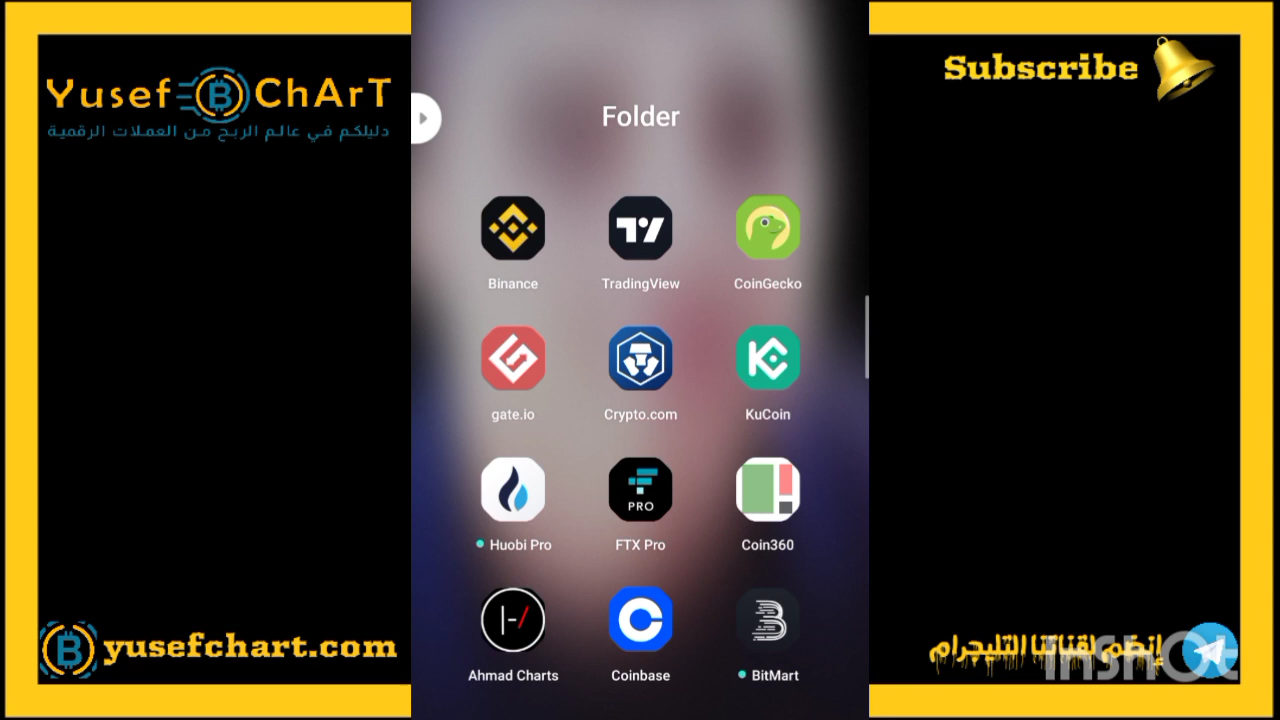 Yusef ChArT
دليلكم في عالم الربح من العملات الرقمية
Subscribe
Folder
Binance
TradingView
CoinGecko
gate.io
Crypto.com
KuCoin
PRO
Huobi Pro
FTX Pro
Coin360
Ahmad Charts
Coinbase
BitMart
yusefchart.com
إنضم لقناتنا التليجرام
InShOt